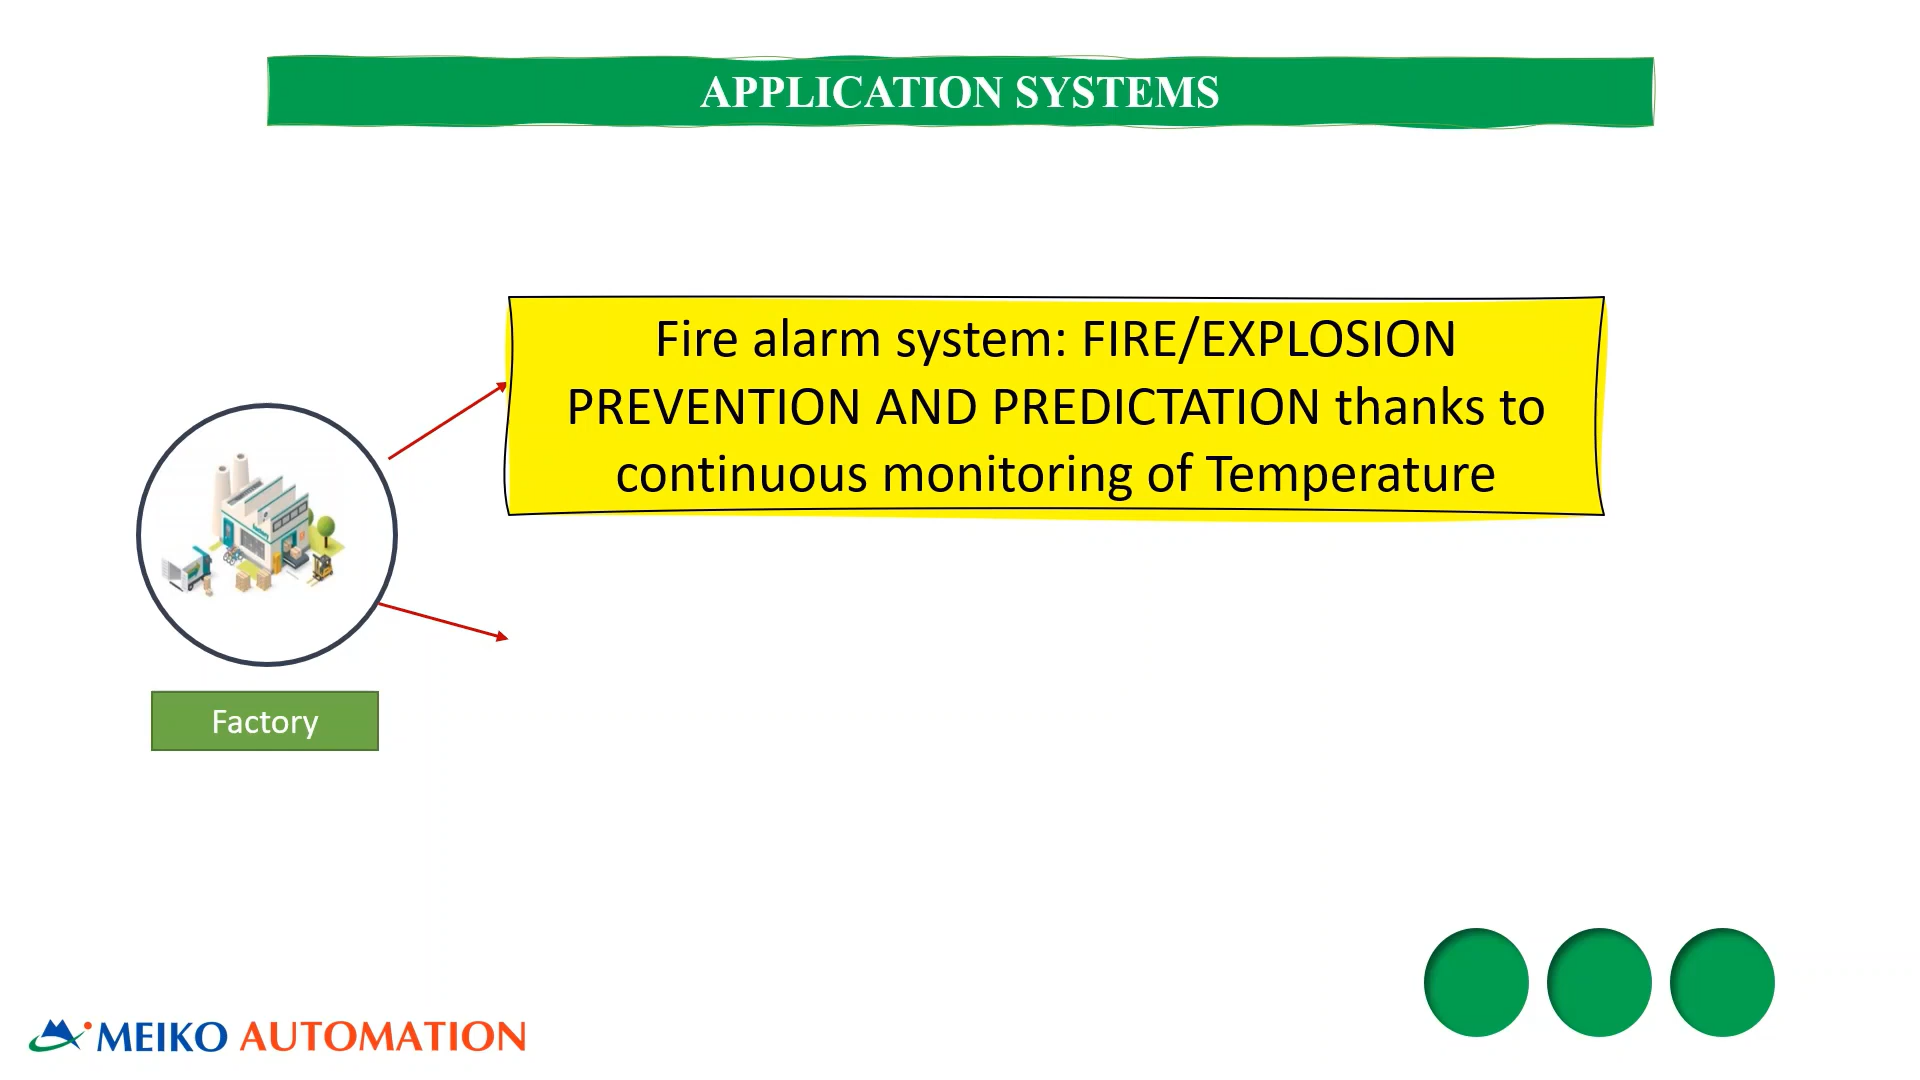 APPLICATION SYSTEMS
Fire alarm system: FIRE/EXPLOSION
PREVENTION AND PREDICTATION thanks to
continuous monitoring of Temperature
Factory
MEIKO AUTOMATION